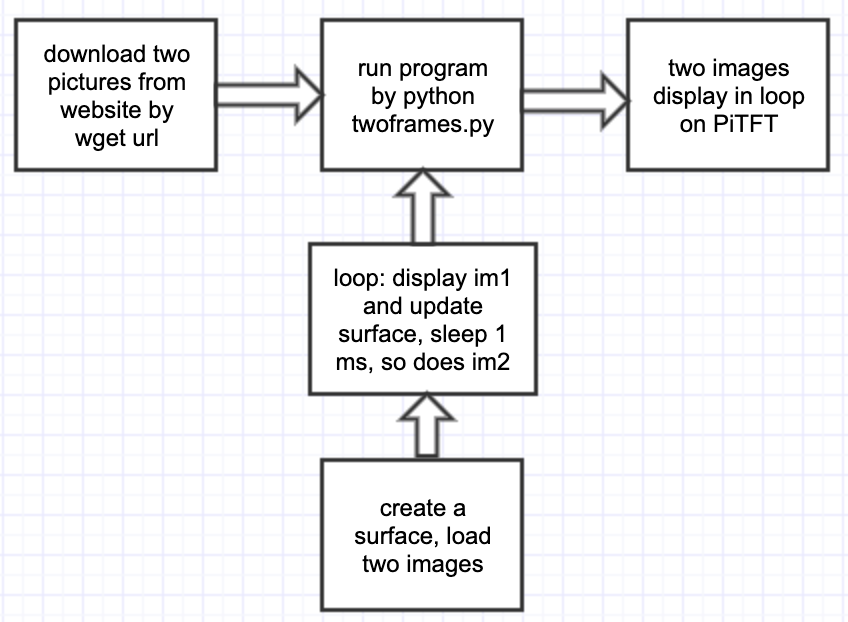 download two
pictures from
website by
wget url
run program
by python
twoframes.py
two images
display in loop
on PiTFT
loop: display im1
and update
surface, sleep 1
ms, so does im2
create a
surface, load
two images